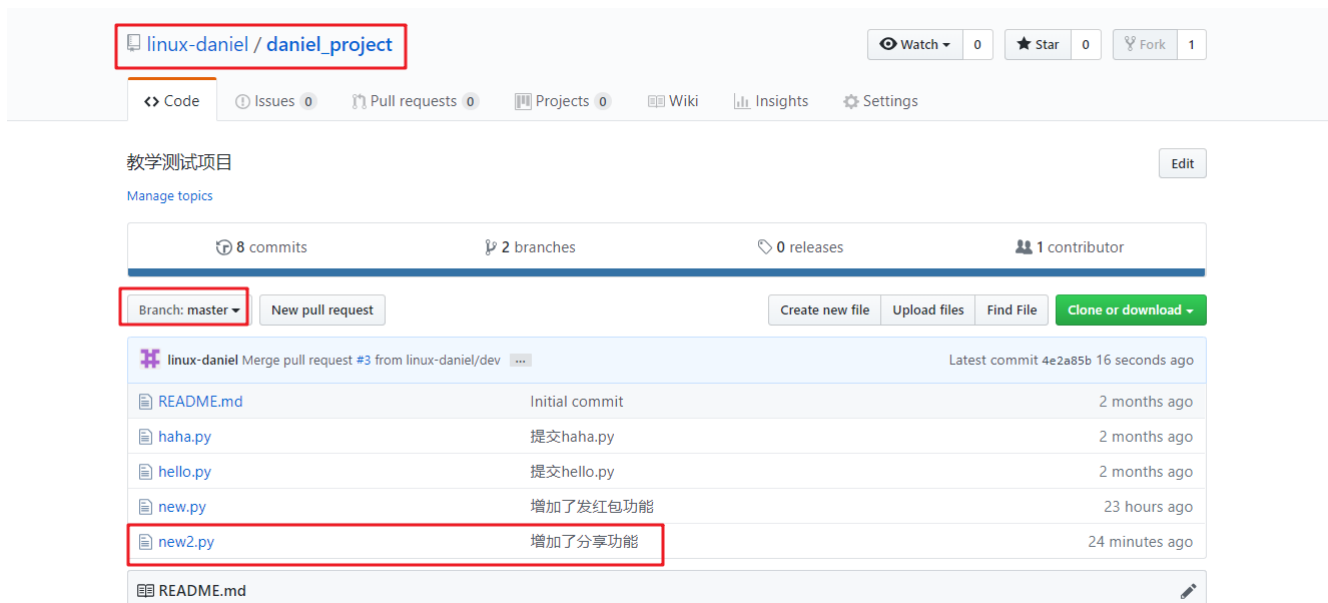 linux-daniel / daniel_project
Watch 0 Star 0 Fork 1
Code Issues 0 Pull requests 0 Projects 0 Wiki Insights Settings
教学测试项目 Edit
Manage topics
8 commits 2 branches 0 releases 1 contributor
Branch: master New pull request Create new file Upload files Find File Clone or download
linux-daniel Merge pull request #3 from linux-daniel/dev ... Latest commit 4e2a85b 16 seconds ago
README.md Initial commit 2 months ago
haha.py 提交haha.py 2 months ago
hello.py 提交hello.py 2 months ago
new.py 增加了发红包功能 23 hours ago
new2.py 增加了分享功能 24 minutes ago
README.md